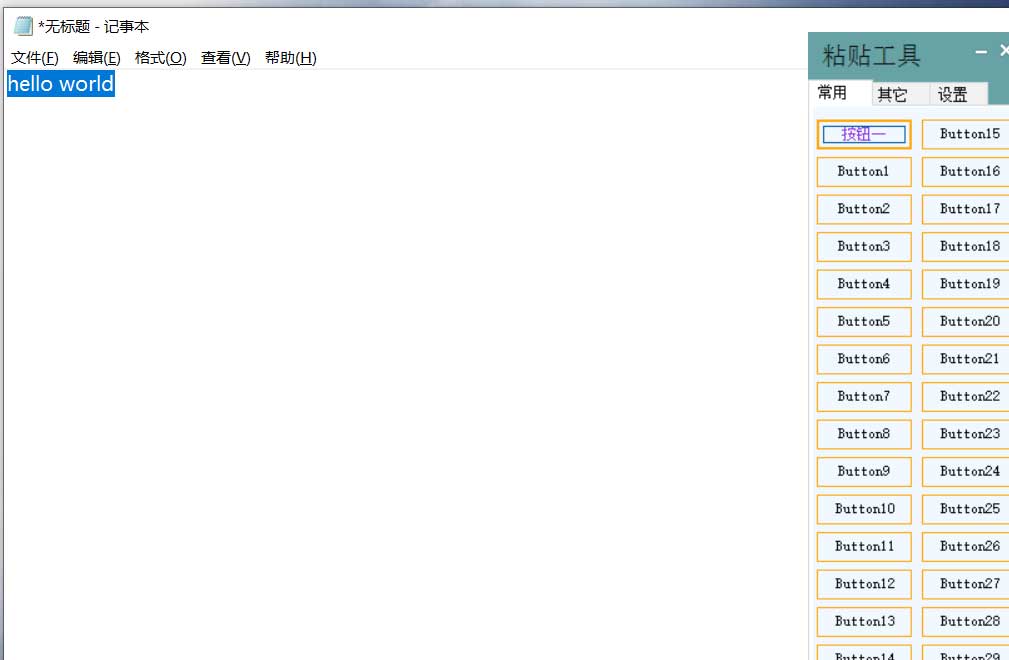 *无标题 - 记事本
文件(F) 编辑(E) 格式(O) 查看(V) 帮助(H)
hello world
粘贴工具
常用 其它 设置
按钮一 Button15
Button1 Button16
Button2 Button17
Button3 Button18
Button4 Button19
Button5 Button20
Button6 Button21
Button7 Button22
Button8 Button23
Button9 Button24
Button10 Button25
Button11 Button26
Button12 Button27
Button13 Button28
Button14 Button29